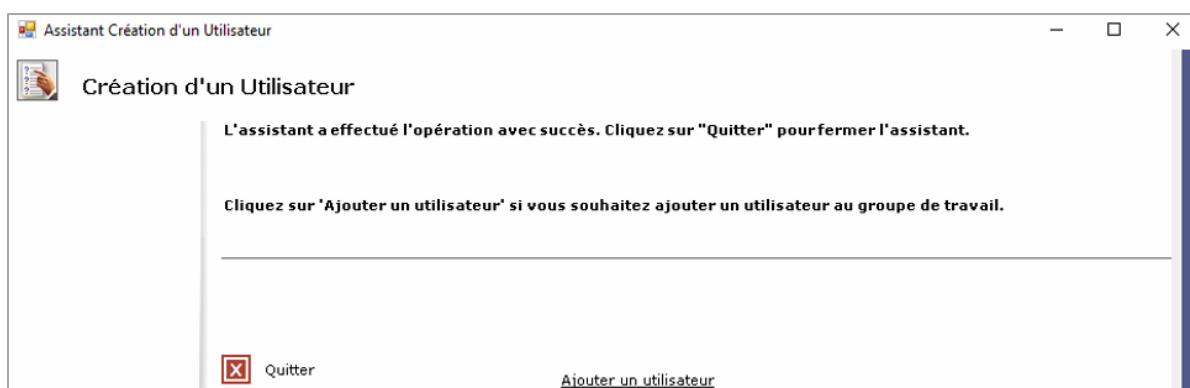 Assistant Création d'un Utilisateur
Création d'un Utilisateur
L'assistant a effectué l'opération avec succès. Cliquez sur "Quitter" pour fermer l'assistant.
Cliquez sur 'Ajouter un utilisateur' si vous souhaitez ajouter un utilisateur au groupe de travail.
Quitter
Ajouter un utilisateur